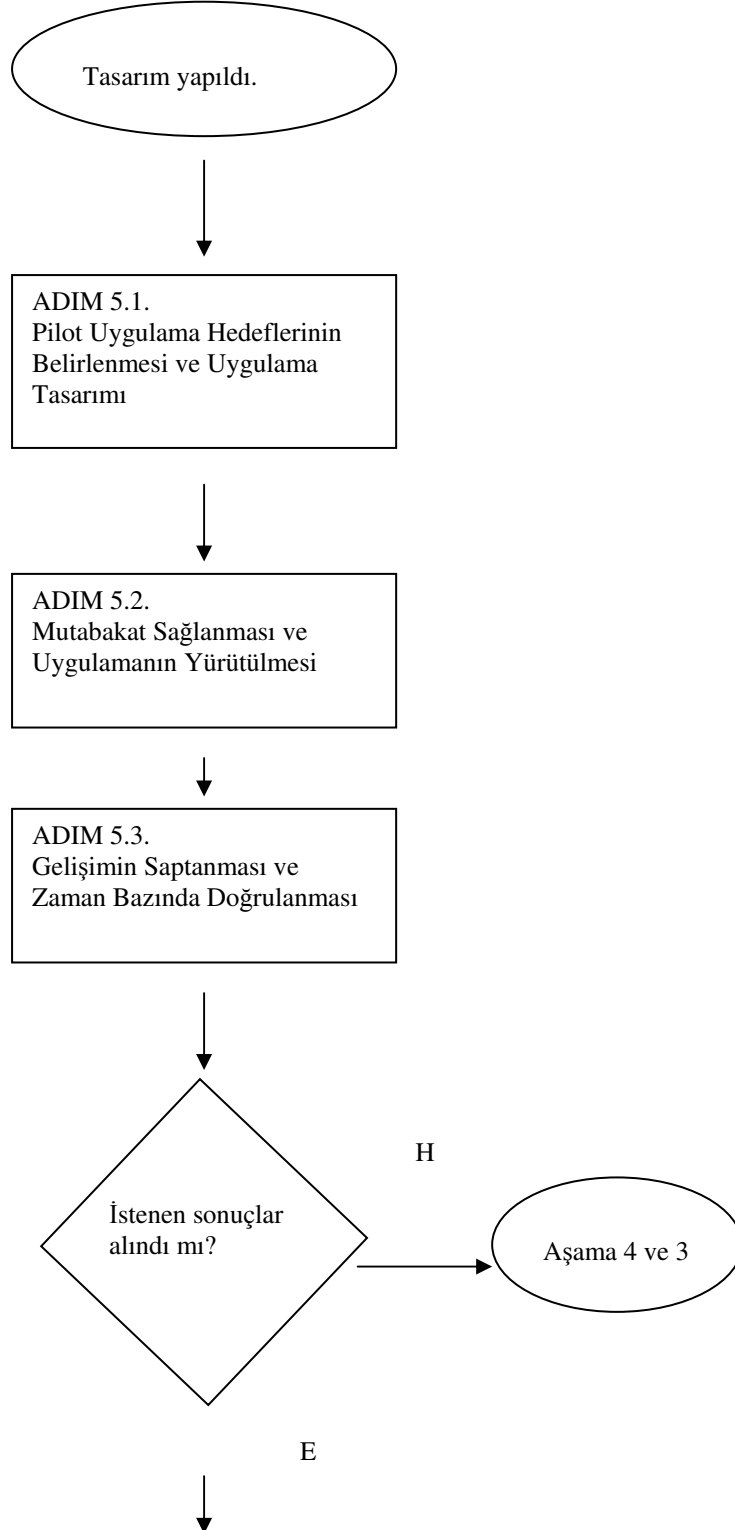 Tasarım yapıldı.
ADIM 5.1.
Pilot Uygulama Hedeflerinin
Belirlenmesi ve Uygulama
Tasarımı
ADIM 5.2.
Mutabakat Sağlanması ve
Uygulamanın Yürütülmesi
ADIM 5.3.
Gelişimin Saptanması ve
Zaman Bazında Doğrulanması
H
İstenen sonuçlar
alındı mı?
Aşama 4 ve 3
E